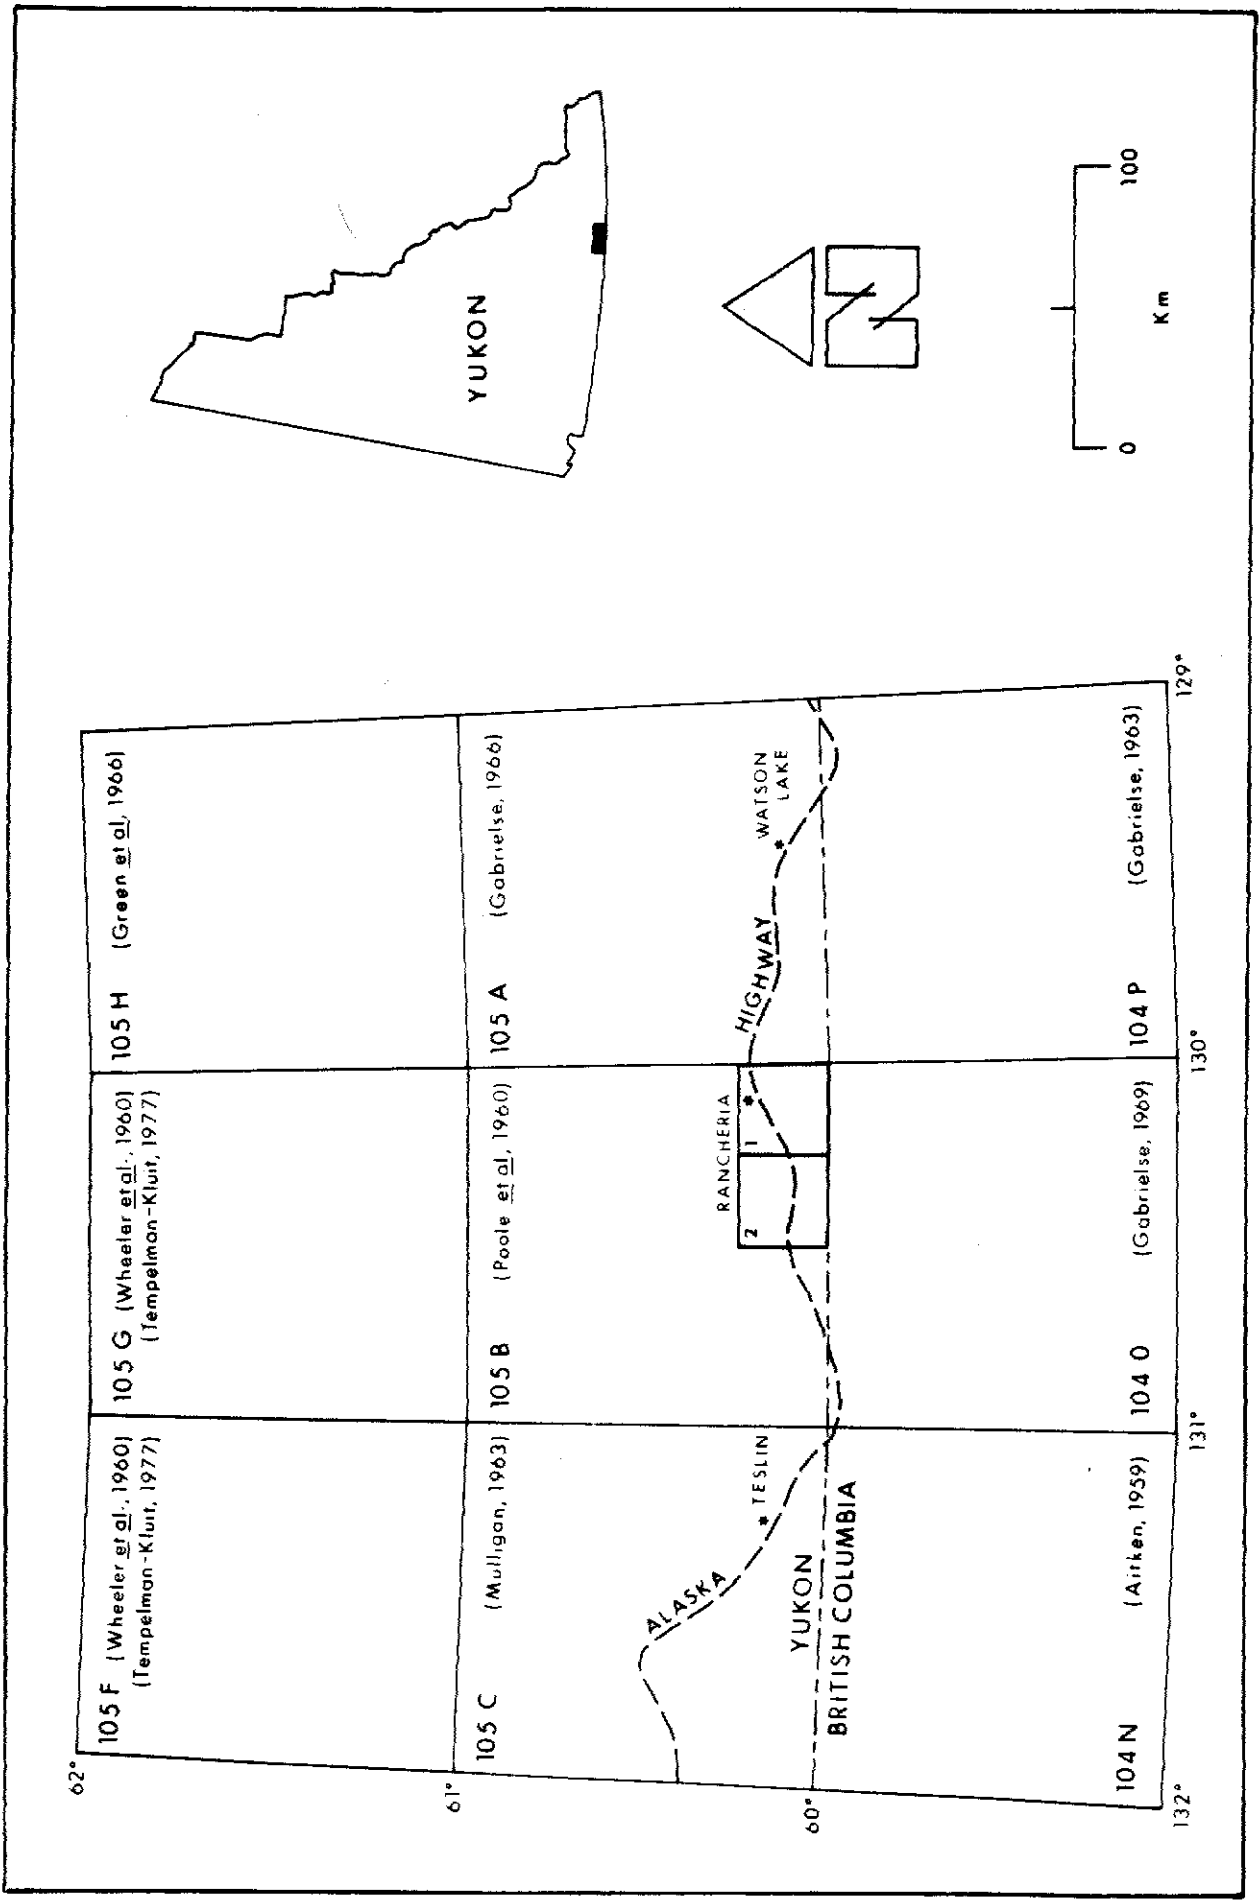 62°
105 F (Wheeler et al., 1960)
(Tempelman-Kluit, 1977)
105 G (Wheeler et al., 1960)
(Tempelman-Kluit, 1977)
105 H (Green et al, 1966)
61°
105 C (Mulligan, 1963)
105 B (Poole et al, 1960)
105 A (Gabrielse, 1966)
ALASKA
HIGHWAY
TESLIN
RANCHERIA
2
1
WATSON
LAKE
60°
YUKON
BRITISH COLUMBIA
104 N (Aitken, 1959)
104 O (Gabrielse, 1969)
104 P (Gabrielse, 1963)
132°
131°
130°
129°
YUKON
N
0
100
Km